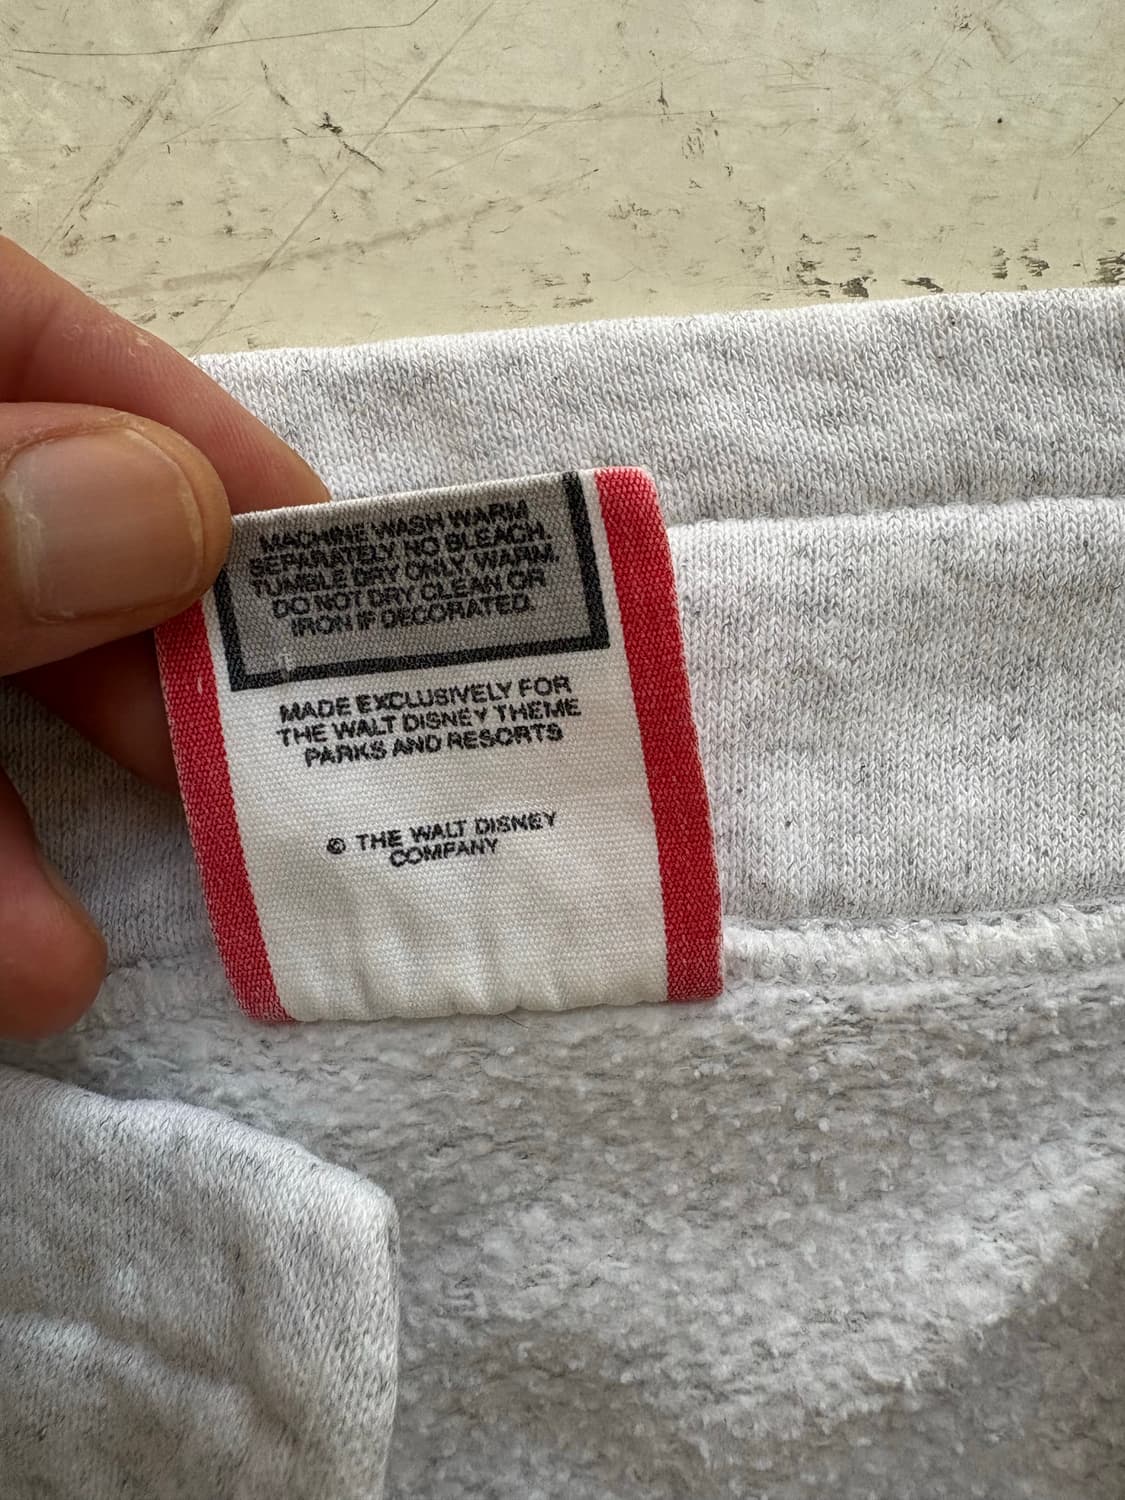 MACHINE WASH WARM
SEPARATELY. NO BLEACH.
TUMBLE DRY ONLY, WARM.
DO NOT DRY CLEAN OR
IRON IF DECORATED.
MADE EXCLUSIVELY FOR
THE WALT DISNEY THEME
PARKS AND RESORTS
© THE WALT DISNEY
COMPANY